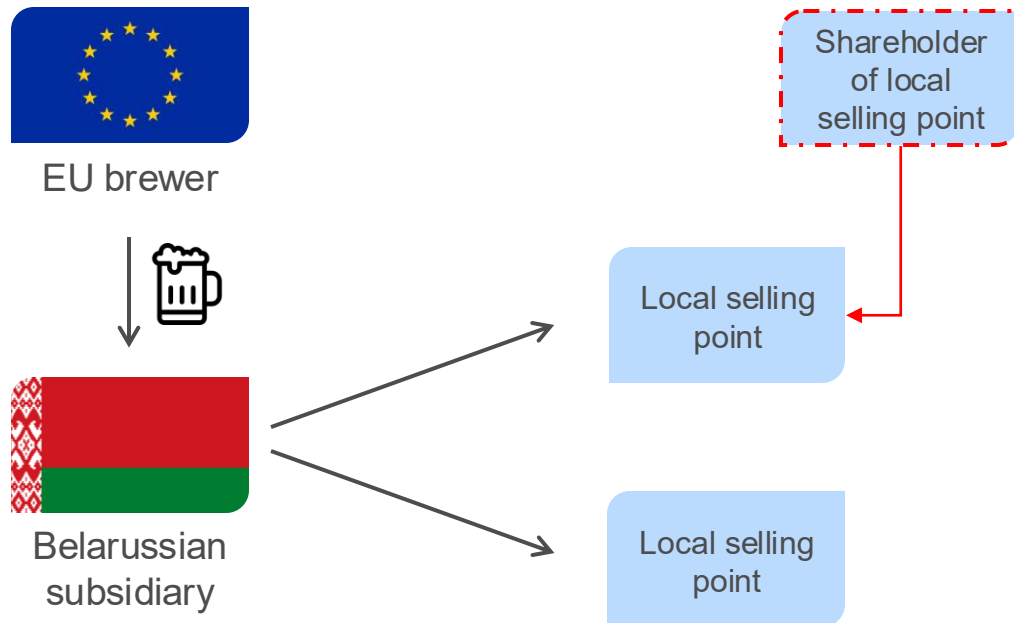 EU brewer
Shareholder
of local
selling point
Local selling
point
Belarussian
subsidiary
Local selling
point